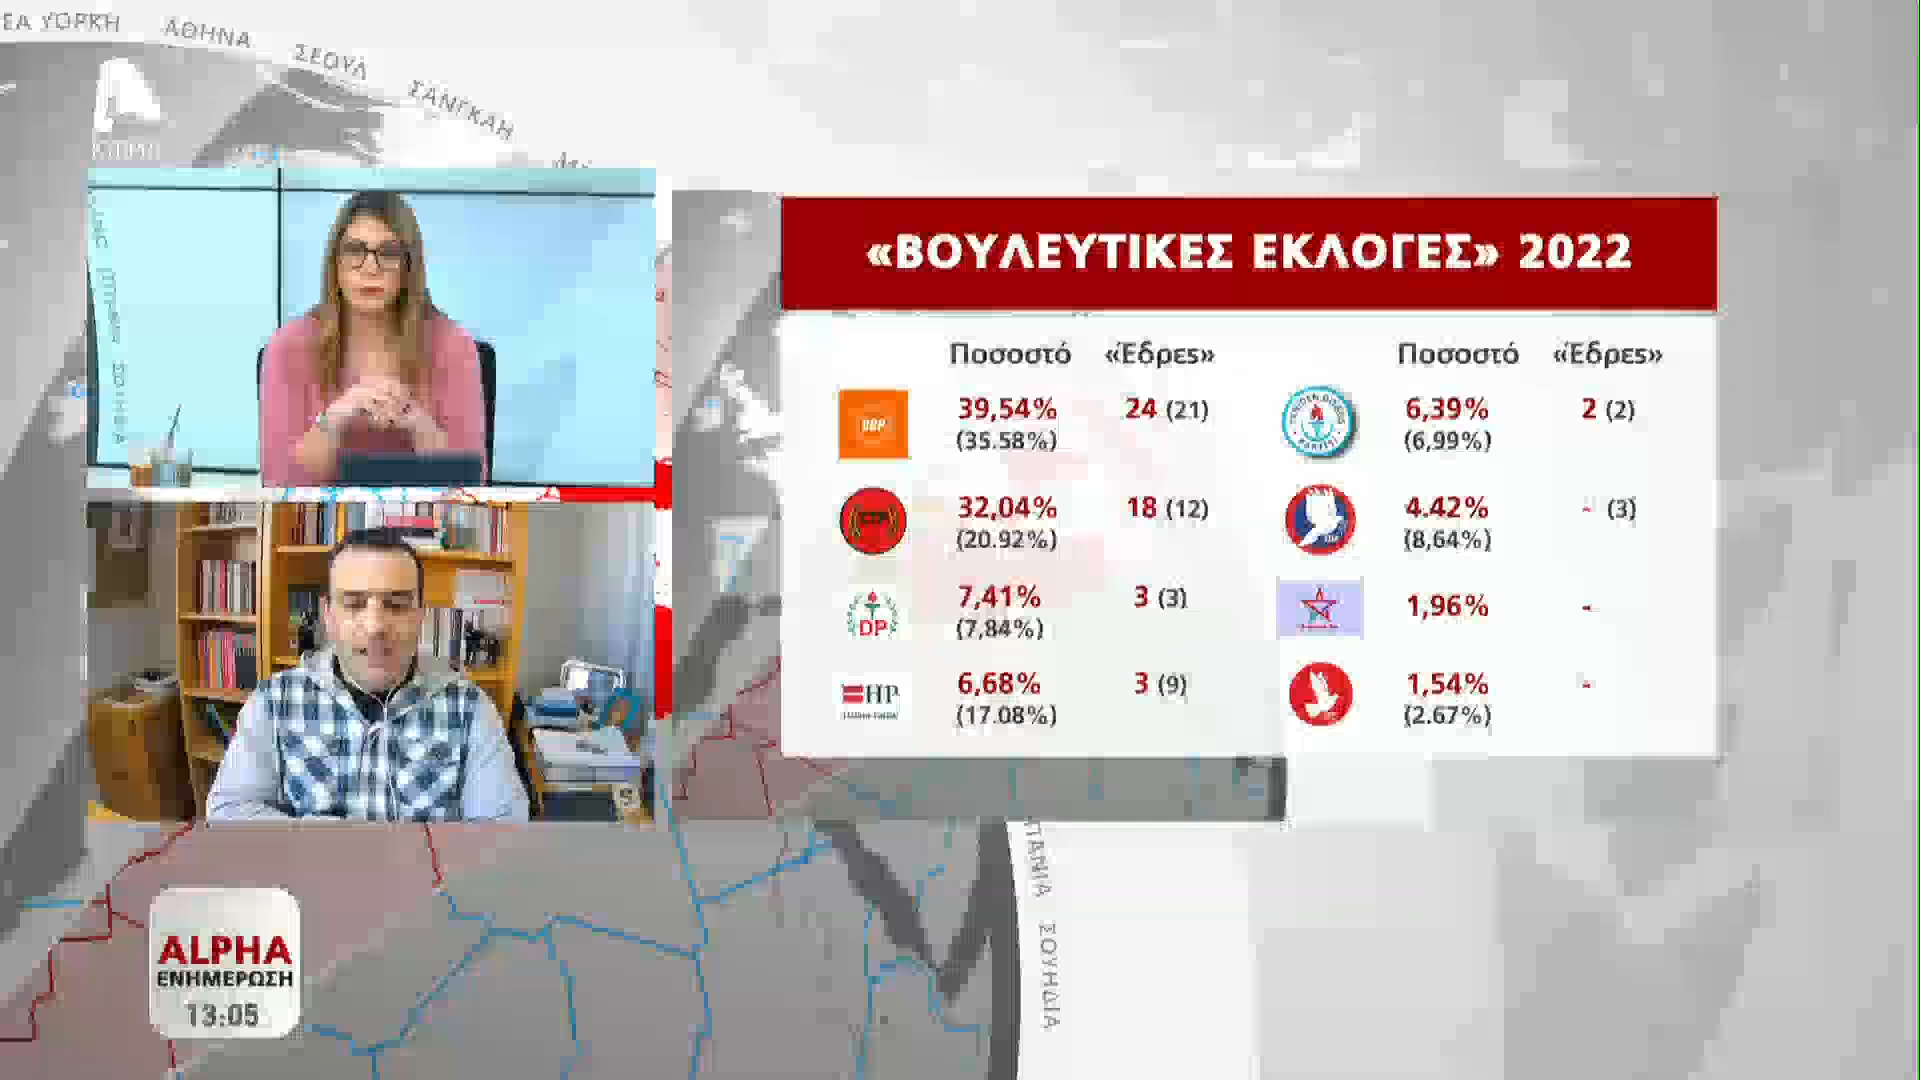 ΕΑ ΥΟΡΚΗ
ΑΘΗΝΑ
ΣΕΟΥΛ
ΣΑΝΓΚΑΗ
«ΒΟΥΛΕΥΤΙΚΕΣ ΕΚΛΟΓΕΣ» 2022
Ποσοστό «Έδρες» Ποσοστό «Έδρες»
39,54% 24 (21) 6,39% 2 (2)
(35.58%) (6,99%)
32,04% 18 (12) 4.42% - (3)
(20.92%) (8,64%)
DP 7,41% 3 (3) 1,96% -
(7,84%)
HP 6,68% 3 (9) 1,54% -
(17.08%) (2.67%)
ΠΑΝΙΑ ΣΟΥΗΔΙΑ
ALPHA
ΕΝΗΜΕΡΩΣΗ
13:05